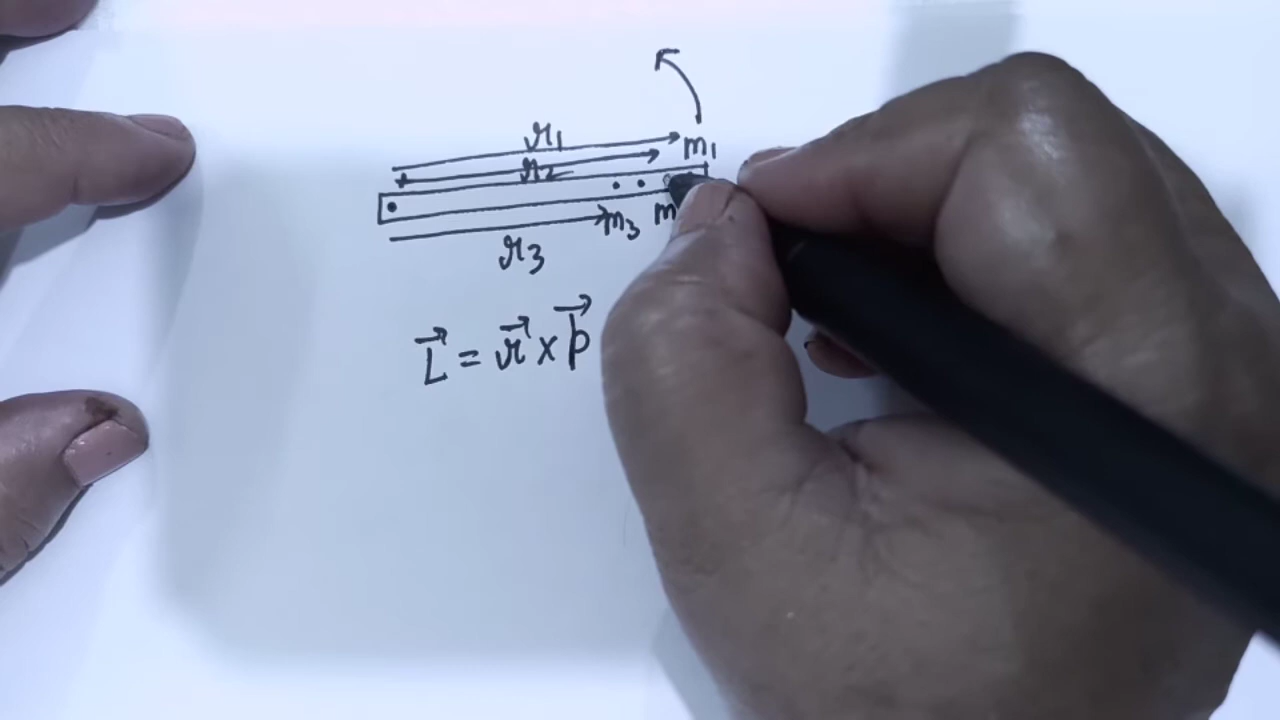 r1
m1
r2
m3 m
r3
L⃗ = r⃗ × p⃗